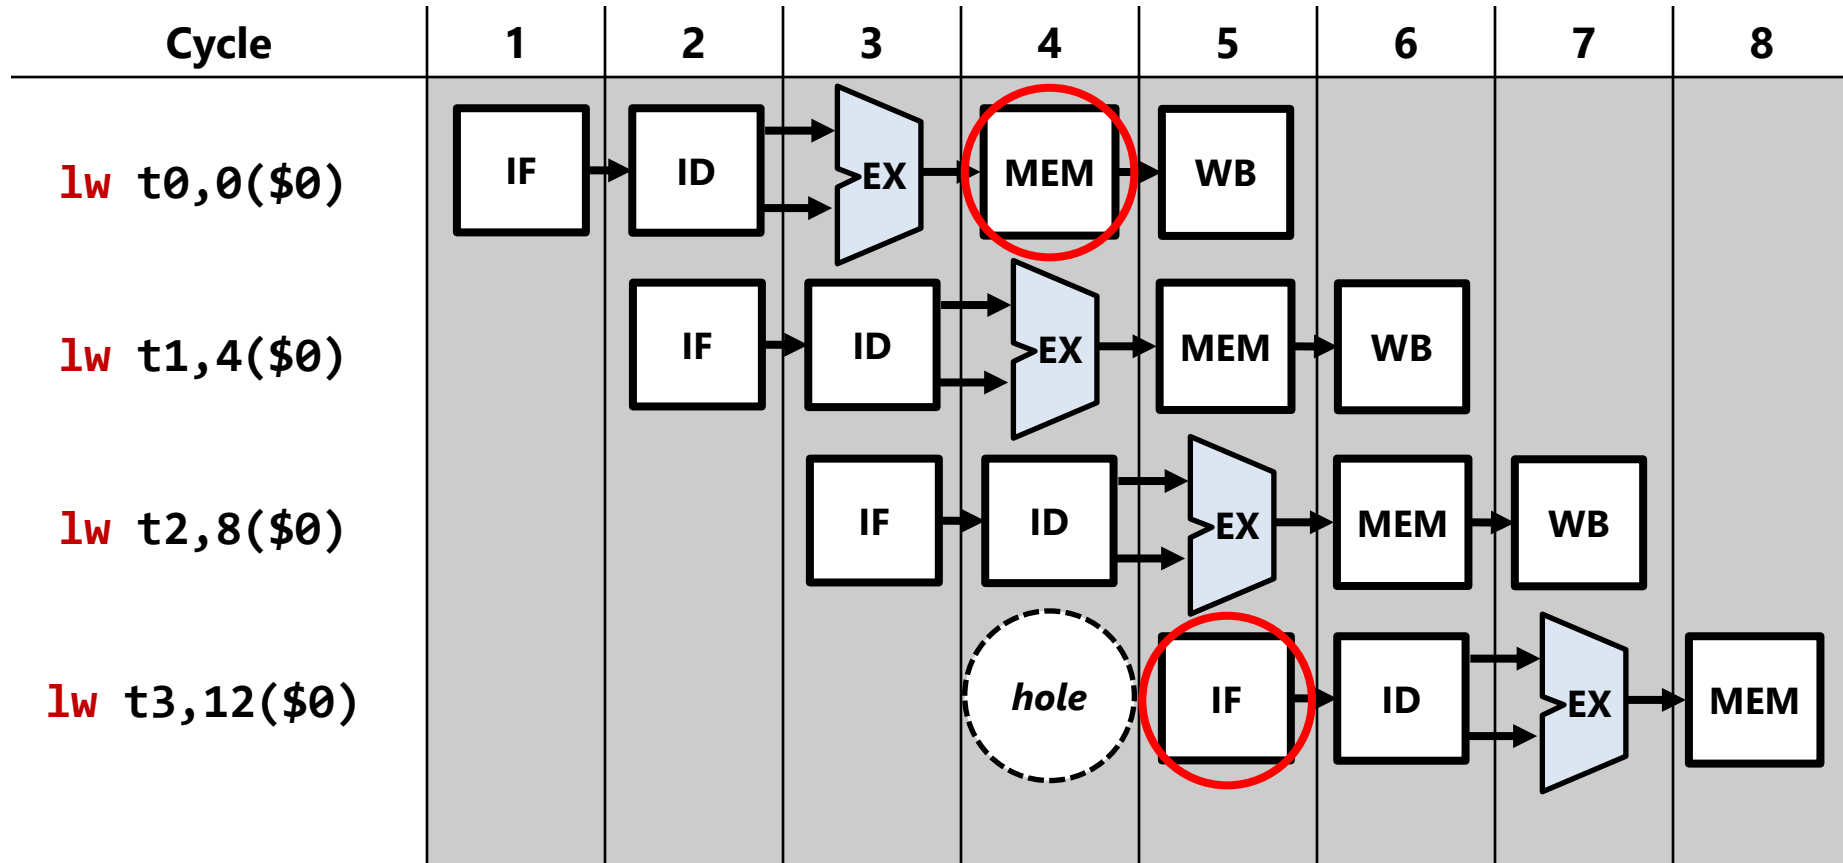 Cycle 1 2 3 4 5 6 7 8
lw t0,0($0) IF ID EX MEM WB
lw t1,4($0) IF ID EX MEM WB
lw t2,8($0) IF ID EX MEM WB
lw t3,12($0) hole IF ID EX MEM